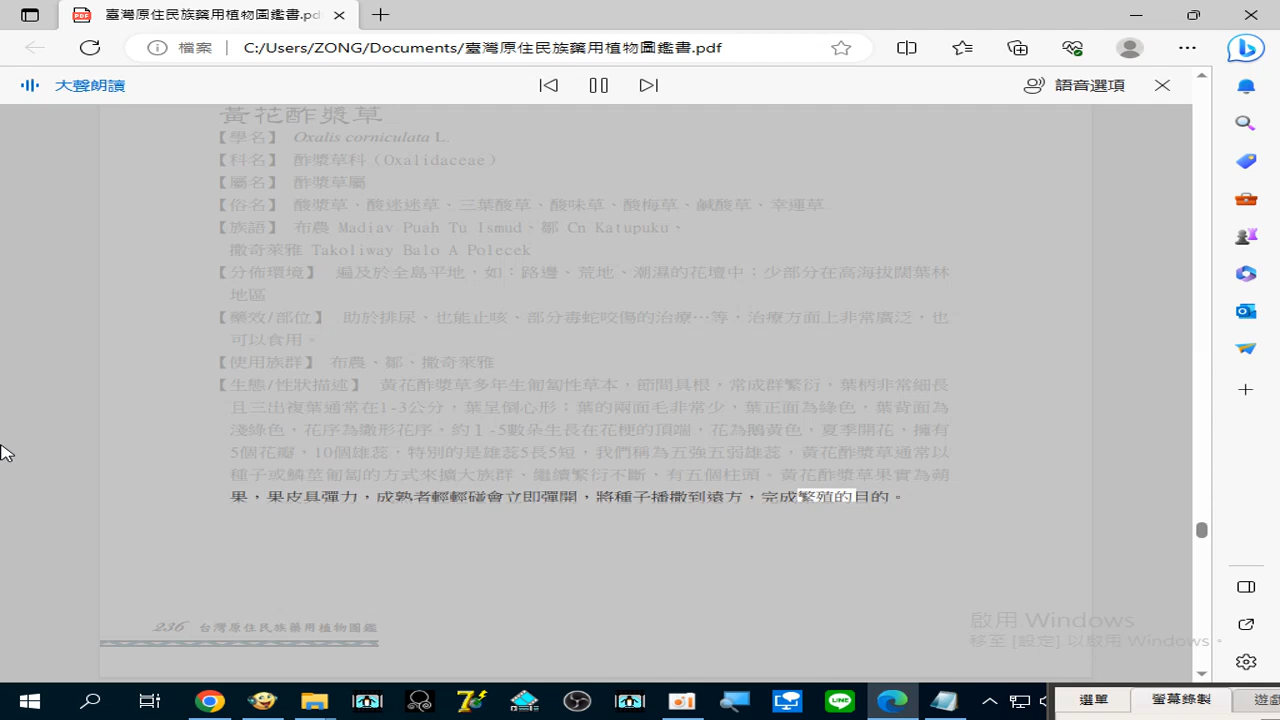 臺灣原住民族藥用植物圖鑑書.pd
檔案
C:/Users/ZONG/Documents/臺灣原住民族藥用植物圖鑑書.pdf
大聲朗讀
語音選項
黃花酢漿草
【學名】 Oxalis corniculata L.
【科名】 酢漿草科（Oxalidaceae）
【屬名】 酢漿草屬
【俗名】 酸漿草、酸迷迷草、三葉酸草、酸味草、酸梅草、鹹酸草、幸運草
【族語】 布農 Madiav Puah Tu Ismud、鄒 Cn Katupuku、
撒奇萊雅 Takoliway Balo A Polecek
【分佈環境】 遍及於全島平地，如：路邊、荒地、潮濕的花壇中；少部分在高海拔闊葉林
地區
【藥效/部位】 助於排尿、也能止咳、部分毒蛇咬傷的治療…等，治療方面上非常廣泛，也
可以食用。
【使用族群】 布農、鄒、撒奇萊雅
【生態/性狀描述】 黃花酢漿草多年生匍匐性草本，節間具根，常成群繁衍，葉柄非常細長
且三出複葉通常在1-3公分，葉呈倒心形；葉的兩面毛非常少，葉正面為綠色，葉背面為
淺綠色，花序為繖形花序，約1-5數朵生長在花梗的頂端，花為鵝黃色，夏季開花，擁有
5個花瓣，10個雄蕊，特別的是雄蕊5長5短，我們稱為五強五弱雄蕊，黃花酢漿草通常以
種子或鱗莖匍匐的方式來擴大族群、繼續繁衍不斷、有五個柱頭。黃花酢漿草果實為蒴
果，果皮具彈力，成熟者輕輕碰會立即彈開，將種子播撒到遠方，完成繁殖的目的。
236 台灣原住民族藥用植物圖鑑
啟用 Windows
移至 [設定] 以啟用 Windows。
選單
螢幕錄製
遊戲